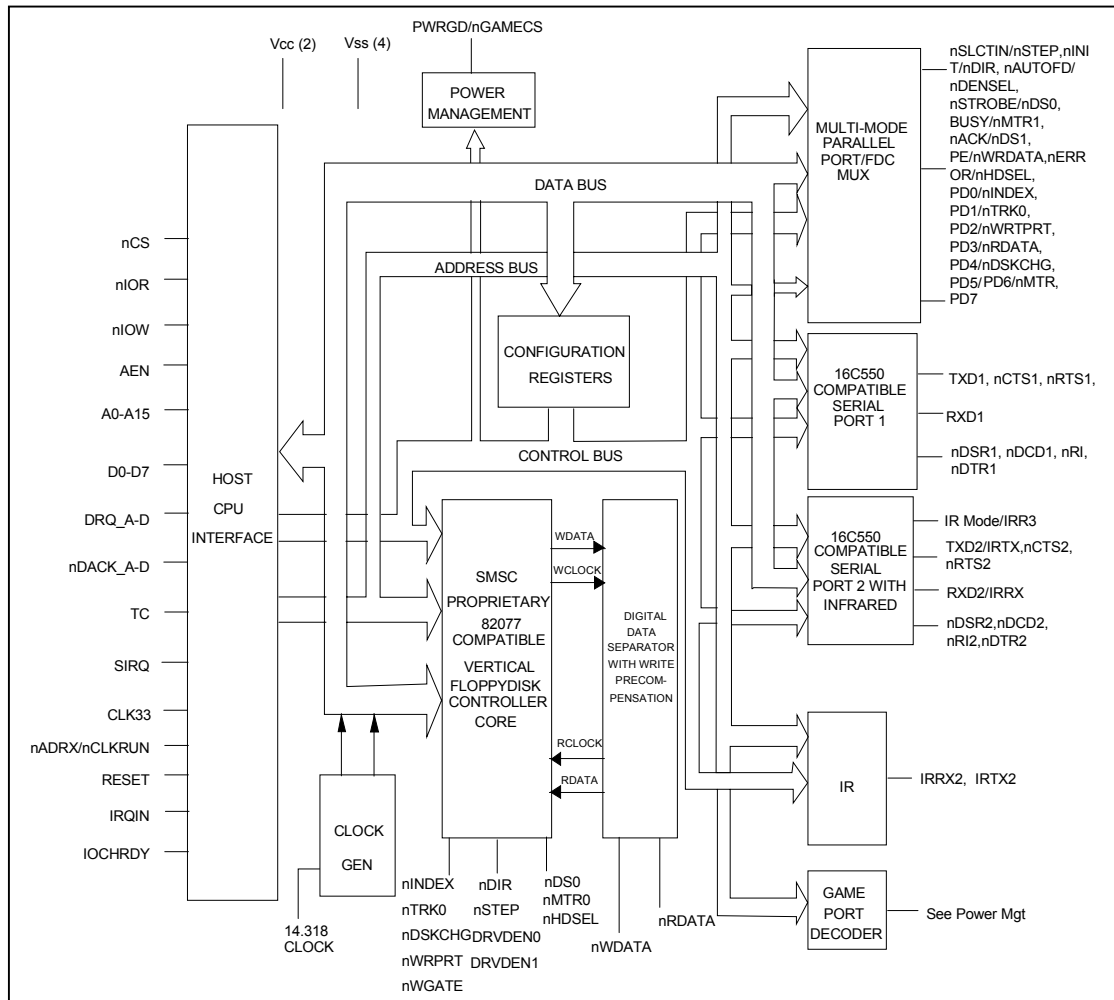 PWRGD/nGAMECS
Vcc (2)
Vss (4)
POWER
MANAGEMENT
DATA BUS
ADDRESS BUS
CONFIGURATION
REGISTERS
CONTROL BUS
nCS
nIOR
nIOW
AEN
A0-A15
D0-D7
DRQ_A-D
nDACK_A-D
TC
SIRQ
CLK33
nADRX/nCLKRUN
RESET
IRQIN
IOCHRDY
HOST
CPU
INTERFACE
CLOCK
GEN
14.318
CLOCK
SMSC
PROPRIETARY
82077
COMPATIBLE
VERTICAL
FLOPPYDISK
CONTROLLER
CORE
WDATA
WCLOCK
RCLOCK
RDATA
DIGITAL
DATA
SEPARATOR
WITH WRITE
PRECOM-
PENSATION
nINDEX
nTRK0
nDSKCHG
nWRPRT
nWGATE
nDIR
nSTEP
DRVDEN0
DRVDEN1
nDS0
nMTR0
nHDSEL
nWDATA
nRDATA
MULTI-MODE
PARALLEL
PORT/FDC
MUX
nSLCTIN/nSTEP,nINI
T/nDIR, nAUTOFD/
nDENSEL,
nSTROBE/nDS0,
BUSY/nMTR1,
nACK/nDS1,
PE/nWRDATA,nERR
OR/nHDSEL,
PD0/nINDEX,
PD1/nTRK0,
PD2/nWRTPRT,
PD3/nRDATA,
PD4/nDSKCHG,
PD5/PD6/nMTR,
PD7
16C550
COMPATIBLE
SERIAL
PORT 1
TXD1, nCTS1, nRTS1,
RXD1
nDSR1, nDCD1, nRI,
nDTR1
16C550
COMPATIBLE
SERIAL
PORT 2 WITH
INFRARED
IR Mode/IRR3
TXD2/IRTX,nCTS2,
nRTS2
RXD2/IRRX
nDSR2,nDCD2,
nRI2,nDTR2
IR
IRRX2, IRTX2
GAME
PORT
DECODER
See Power Mgt